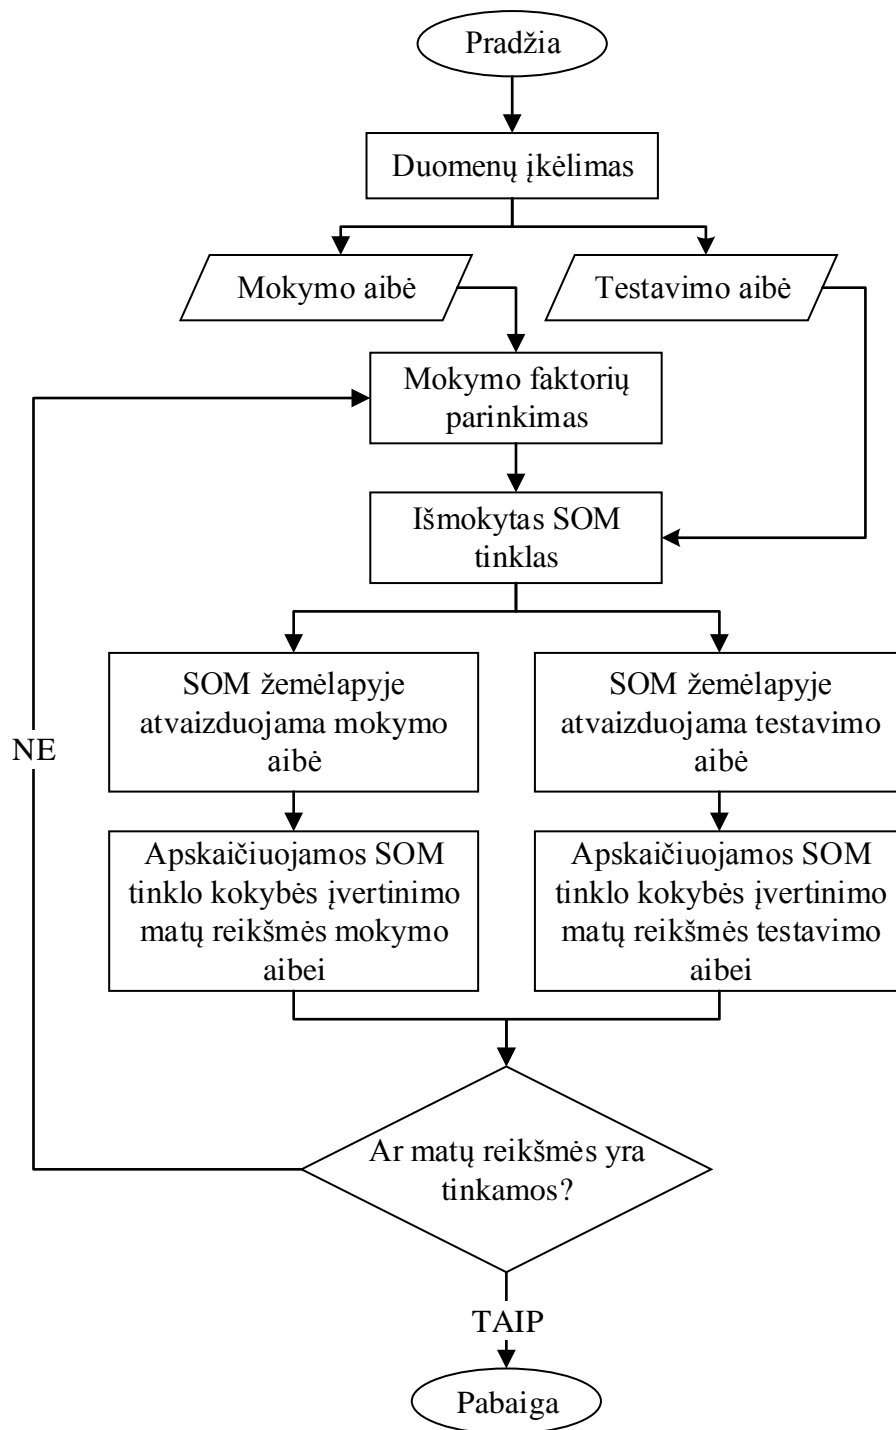 Pradžia
Duomenų įkėlimas
Mokymo aibė
Testavimo aibė
Mokymo faktorių
parinkimas
Išmokytas SOM
tinklas
SOM žemėlapyje
atvaizduojama mokymo
aibė
SOM žemėlapyje
atvaizduojama testavimo
aibė
NE
Apskaičiuojamos SOM
tinklo kokybės įvertinimo
matų reikšmės mokymo
aibei
Apskaičiuojamos SOM
tinklo kokybės įvertinimo
matų reikšmės testavimo
aibei
Ar matų reikšmės yra
tinkamos?
TAIP
Pabaiga